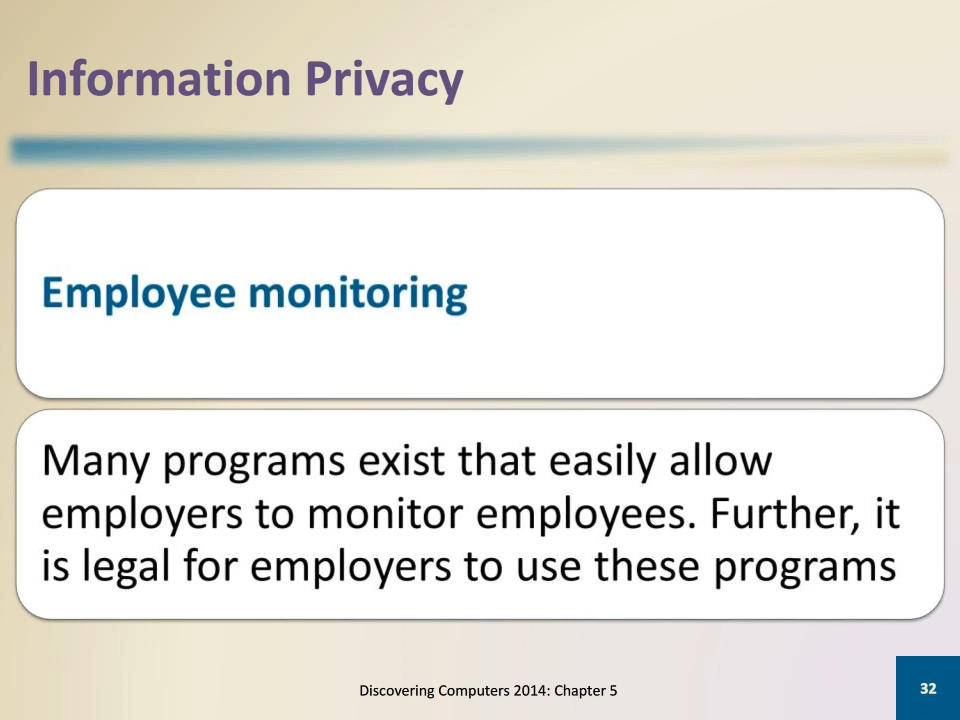 Information Privacy
Employee monitoring
Many programs exist that easily allow
employers to monitor employees. Further, it
is legal for employers to use these programs
Discovering Computers 2014: Chapter 5
32